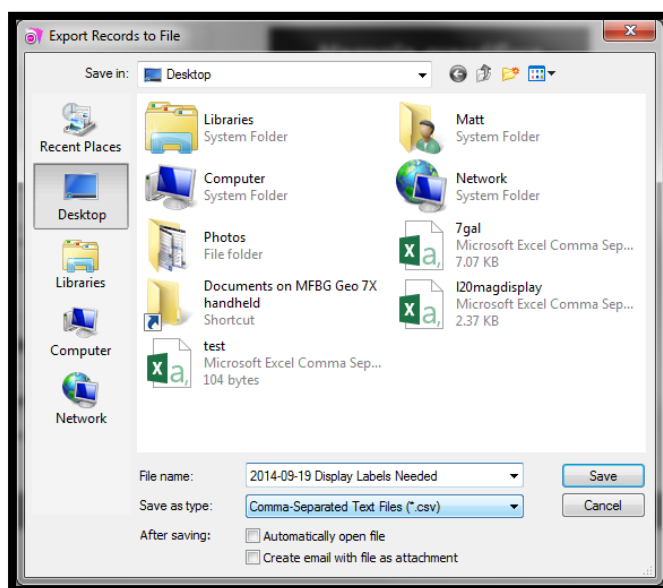 Export Records to File
Save in:
Desktop
Recent Places
Desktop
Libraries
Computer
Network
Libraries
System Folder
Matt
System Folder
Computer
System Folder
Network
System Folder
Photos
File folder
7gal
Microsoft Excel Comma Sep...
7.07 KB
Documents on MFBG Geo 7X
handheld
Shortcut
l20magdisplay
Microsoft Excel Comma Sep...
2.37 KB
test
Microsoft Excel Comma Sep...
104 bytes
File name:
2014-09-19 Display Labels Needed
Save
Save as type:
Comma-Separated Text Files (*.csv)
Cancel
After saving:
Automatically open file
Create email with file as attachment